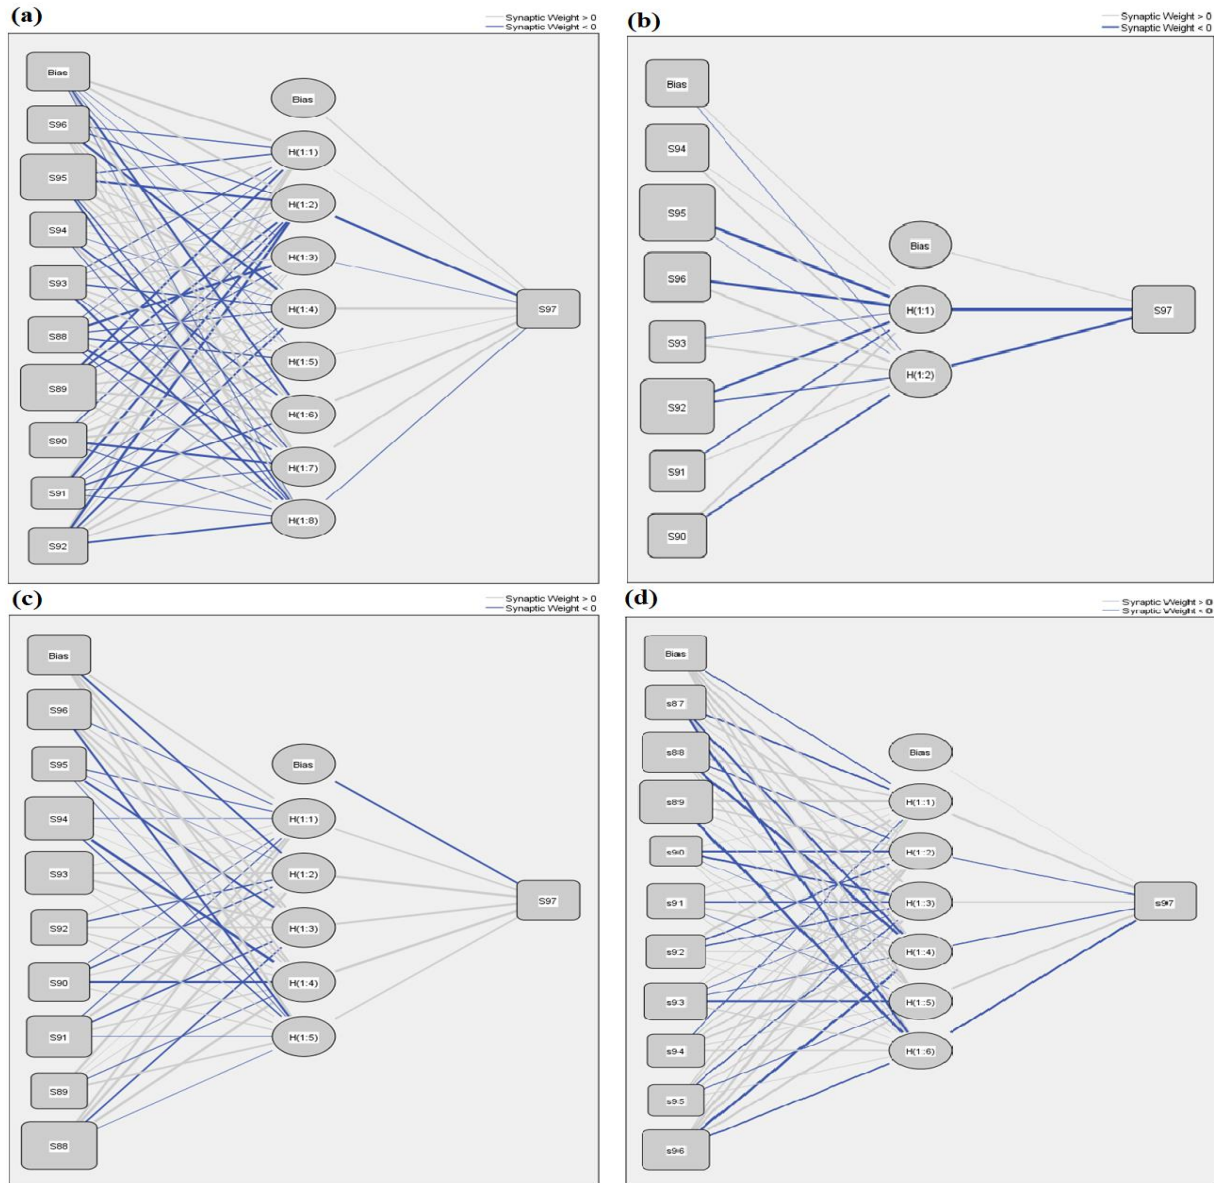 (a)
Synaptic Weight > 0
Synaptic Weight < 0
Bias
S96
S95
S94
S93
S88
S89
S90
S91
S92
Bias
H(1:1)
H(1:2)
H(1:3)
H(1:4)
H(1:5)
H(1:6)
H(1:7)
H(1:8)
S97
(b)
Synaptic Weight > 0
Synaptic Weight < 0
Bias
S94
S95
S96
S93
S92
S91
S90
Bias
H(1:1)
H(1:2)
S97
(c)
Synaptic Weight > 0
Synaptic Weight < 0
Bias
S96
S95
S94
S93
S92
S90
S91
S89
S88
Bias
H(1:1)
H(1:2)
H(1:3)
H(1:4)
H(1:5)
S97
(d)
Synaptic Weight > 0
Synaptic Weight < 0
Bias
s87
s88
s89
s90
s91
s92
s93
s94
s95
s96
Bias
H(1:1)
H(1:2)
H(1:3)
H(1:4)
H(1:5)
H(1:6)
s97